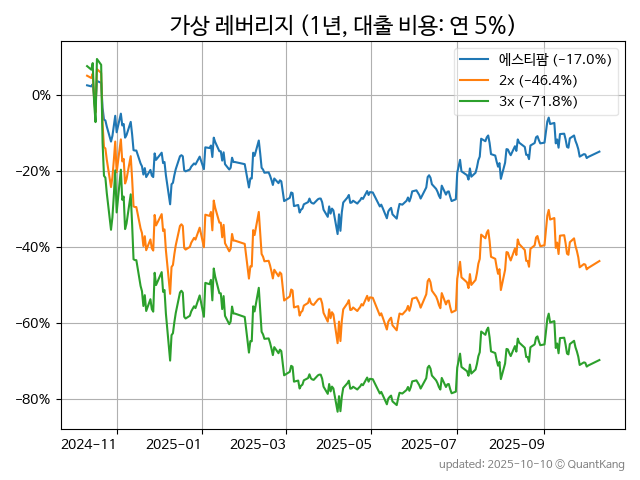 가상 레버리지 (1년, 대출 비용: 연 5%)
에스티팜 (-17.0%)
2x (-46.4%)
3x (-71.8%)
0%
-20%
-40%
-60%
-80%
2024-11 2025-01 2025-03 2025-05 2025-07 2025-09
updated: 2025-10-10 © QuantKang